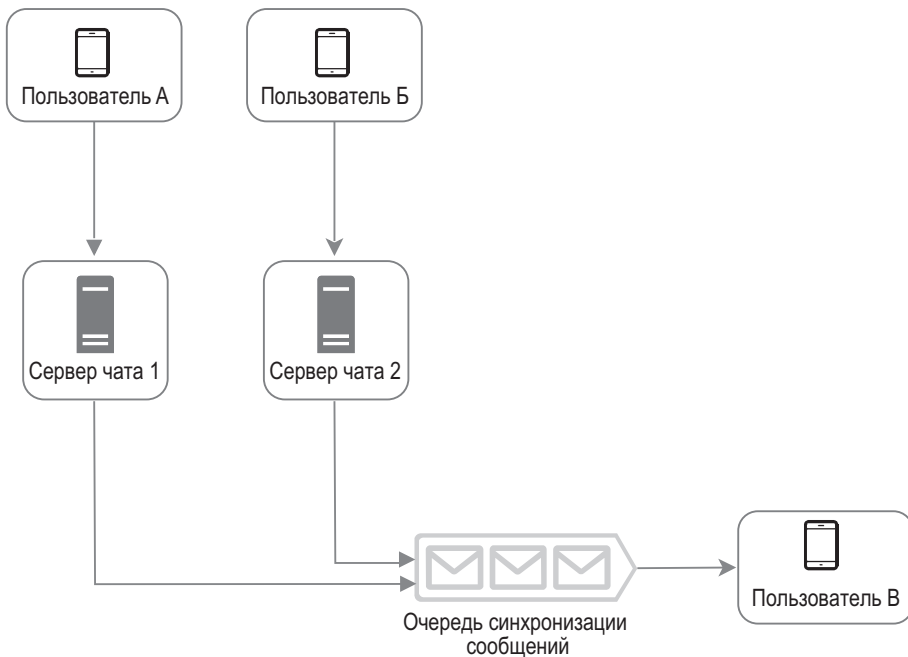 Пользователь А
Пользователь Б
Сервер чата 1
Сервер чата 2
Пользователь В
Очередь синхронизации
сообщений